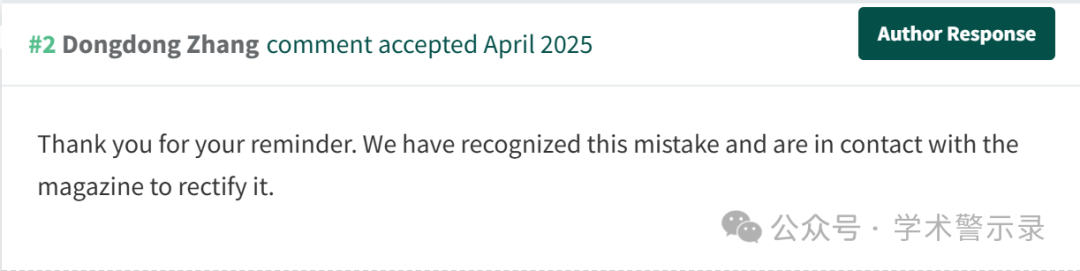 #2 Dongdong Zhang comment accepted April 2025
Author Response
Thank you for your reminder. We have recognized this mistake and are in contact with the
magazine to rectify it.
公众号 · 学术警示录